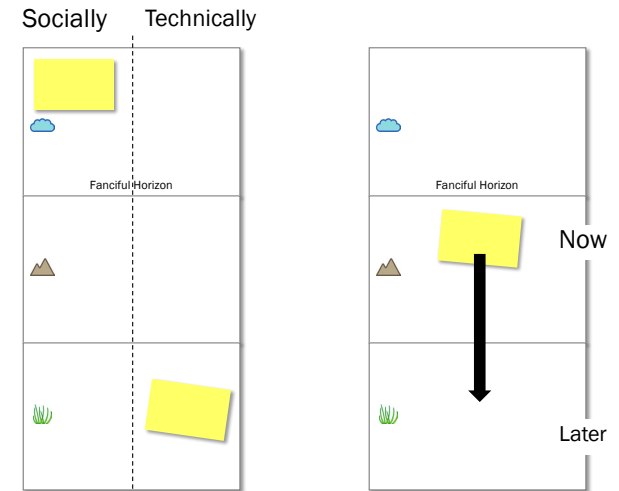 Socially
Technically
Fanciful Horizon
Fanciful Horizon
Now
Later